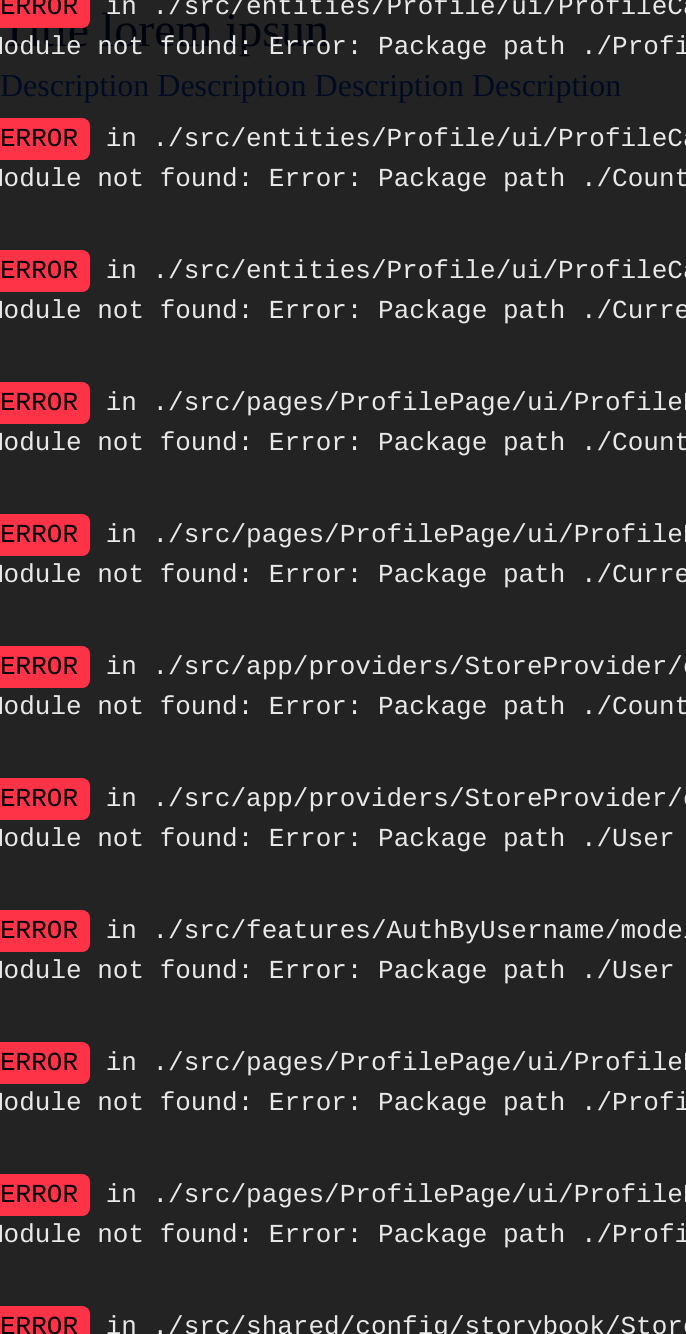 ERROR in ./src/entities/Profile/ui/ProfileCa
Title lorem ipsun
Module not found: Error: Package path ./Profi
Description Description Description Description
ERROR in ./src/entities/Profile/ui/ProfileCa
Module not found: Error: Package path ./Count
ERROR in ./src/entities/Profile/ui/ProfileCa
Module not found: Error: Package path ./Curre
ERROR in ./src/pages/ProfilePage/ui/Profile
Module not found: Error: Package path ./Count
ERROR in ./src/pages/ProfilePage/ui/Profile
Module not found: Error: Package path ./Curre
ERROR in ./src/app/providers/StoreProvider/
Module not found: Error: Package path ./Count
ERROR in ./src/app/providers/StoreProvider/
Module not found: Error: Package path ./User
ERROR in ./src/features/AuthByUsername/mode
Module not found: Error: Package path ./User
ERROR in ./src/pages/ProfilePage/ui/Profile
Module not found: Error: Package path ./Profi
ERROR in ./src/pages/ProfilePage/ui/Profile
Module not found: Error: Package path ./Profi
ERROR in ./src/shared/config/storybook/Stor